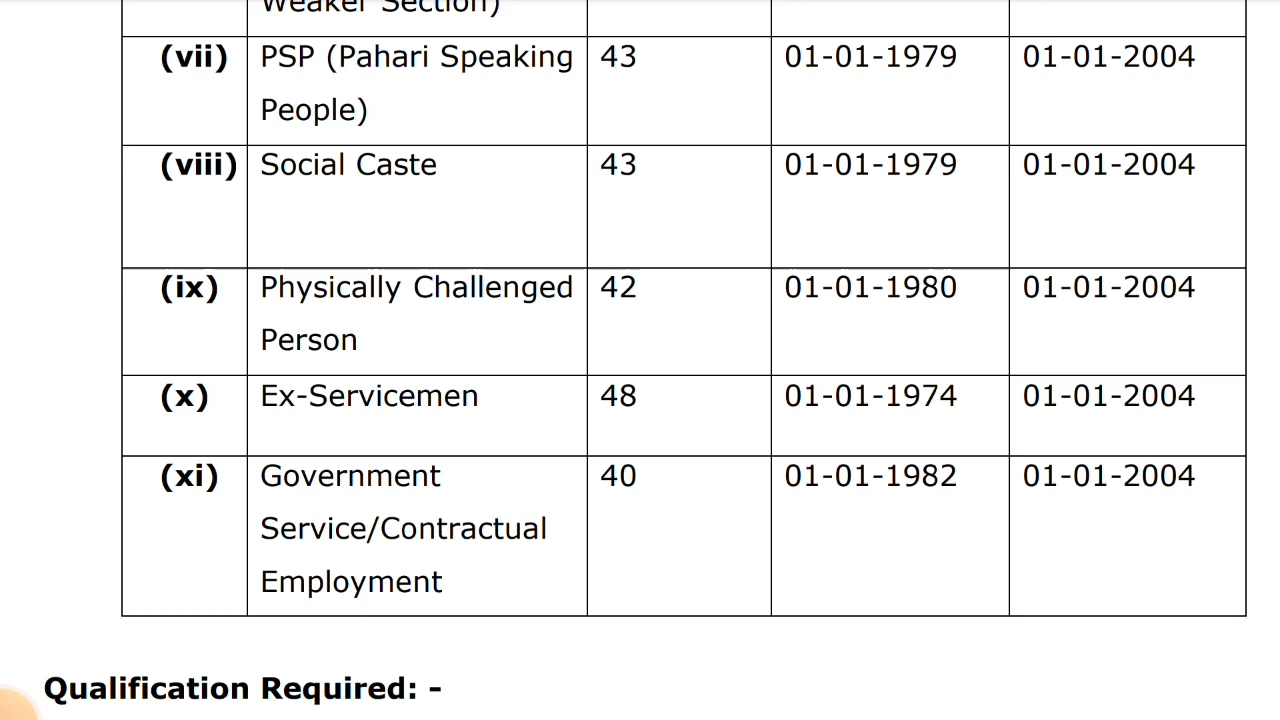 Weaker Section)
(vii) PSP (Pahari Speaking 43 01-01-1979 01-01-2004
People)
(viii) Social Caste 43 01-01-1979 01-01-2004
(ix) Physically Challenged 42 01-01-1980 01-01-2004
Person
(x) Ex-Servicemen 48 01-01-1974 01-01-2004
(xi) Government 40 01-01-1982 01-01-2004
Service/Contractual
Employment
Qualification Required: -